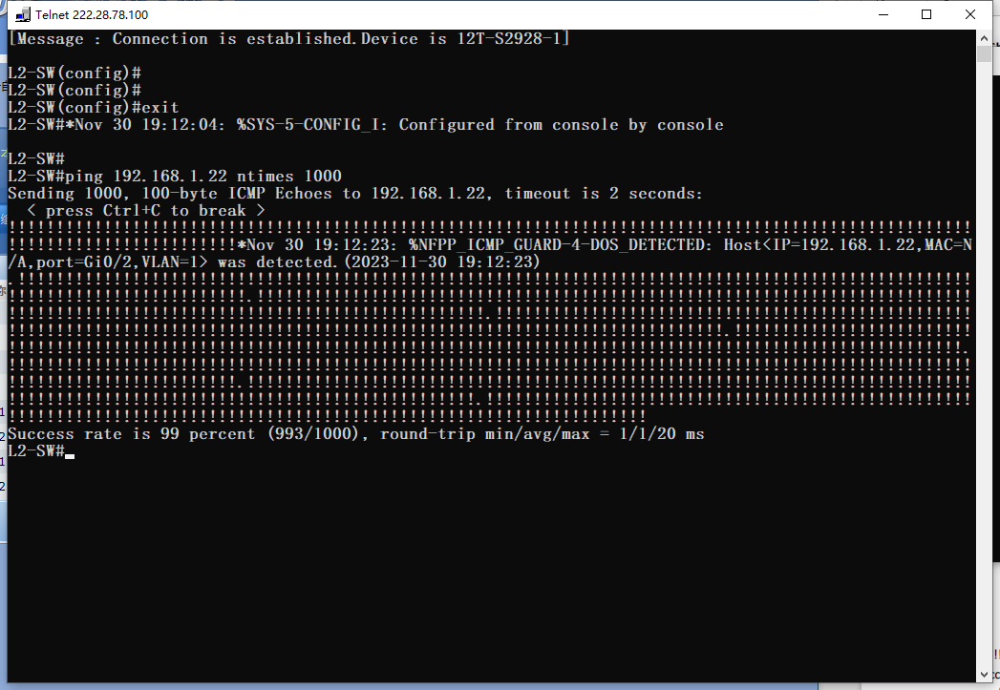 Telnet 222.28.78.100
[Message : Connection is established.Device is 12T-S2928-1]
L2-SW(config)#
L2-SW(config)#
L2-SW(config)#exit
L2-SW#*Nov 30 19:12:04: %SYS-5-CONFIG_I: Configured from console by console
L2-SW#
L2-SW#ping 192.168.1.22 ntimes 1000
Sending 1000, 100-byte ICMP Echoes to 192.168.1.22, timeout is 2 seconds:
< press Ctrl+C to break >
!!!!!!!!!!!!!!!!!!!!!!!!!!!!!!!!!!!!!!!!!!!!!!!!!!!!!!!!!!!!!!!!!!!!!!!!!!!!!!!!!!!!!!!!!!!!!!!!!!!!!
!!!!!!!!!!!!!!!!!!!!!!!!*Nov 30 19:12:23: %NFPP_ICMP_GUARD-4-DOS_DETECTED: Host<IP=192.168.1.22,MAC=N
/A,port=Gi0/2,VLAN=1> was detected.(2023-11-30 19:12:23)
.!!!!!!!!!!!!!!!!!!!!!!!!!!!!!!!!!!!!!!!!!!!!!!!!!!!!!!!!!!!!!!!!!!!!!!!!!!!!!!!!!!!!!!!!!!!!!!!!!!!!
!!!!!!!!!!!!!!!!!!!!!!!!!.!!!!!!!!!!!!!!!!!!!!!!!!!!!!!!!!!!!!!!!!!!!!!!!!!!!!!!!!!!!!!!!!!!!!!!!!!!!
!!!!!!!!!!!!!!!!!!!!!!!!!!!!!!!!!!!!!!!!!!!!!!!!!!.!!!!!!!!!!!!!!!!!!!!!!!!!!!!!!!!!!!!!!!!!!!!!!!!!!
!!!!!!!!!!!!!!!!!!!!!!!!!!!!!!!!!!!!!!!!!!!!!!!!!!!!!!!!!!!!!!!!!!!!!!!!!!!.!!!!!!!!!!!!!!!!!!!!!!!!!
!!!!!!!!!!!!!!!!!!!!!!!!!!!!!!!!!!!!!!!!!!!!!!!!!!!!!!!!!!!!!!!!!!!!!!!!!!!!!!!!!!!!!!!!!!!!!!!!!!!!.
!!!!!!!!!!!!!!!!!!!!!!!!!!!!!!!!!!!!!!!!!!!!!!!!!!!!!!!!!!!!!!!!!!!!!!!!!!!!!!!!!!!!!!!!!!!!!!!!!!!!!
!!!!!!!!!!!!!!!!!!!!!!!!.!!!!!!!!!!!!!!!!!!!!!!!!!!!!!!!!!!!!!!!!!!!!!!!!!!!!!!!!!!!!!!!!!!!!!!!!!!!!
!!!!!!!!!!!!!!!!!!!!!!!!!!!!!!!!!!!!!!!!!!!!!!!!!.!!!!!!!!!!!!!!!!!!!!!!!!!!!!!!!!!!!!!!!!!!!!!!!!!!!
!!!!!!!!!!!!!!!!!!!!!!!!!!!!!!!!!!!!!!!!!!!!!!!!!!!!!!!!!!!!!!!!!!!
Success rate is 99 percent (993/1000), round-trip min/avg/max = 1/1/20 ms
L2-SW#